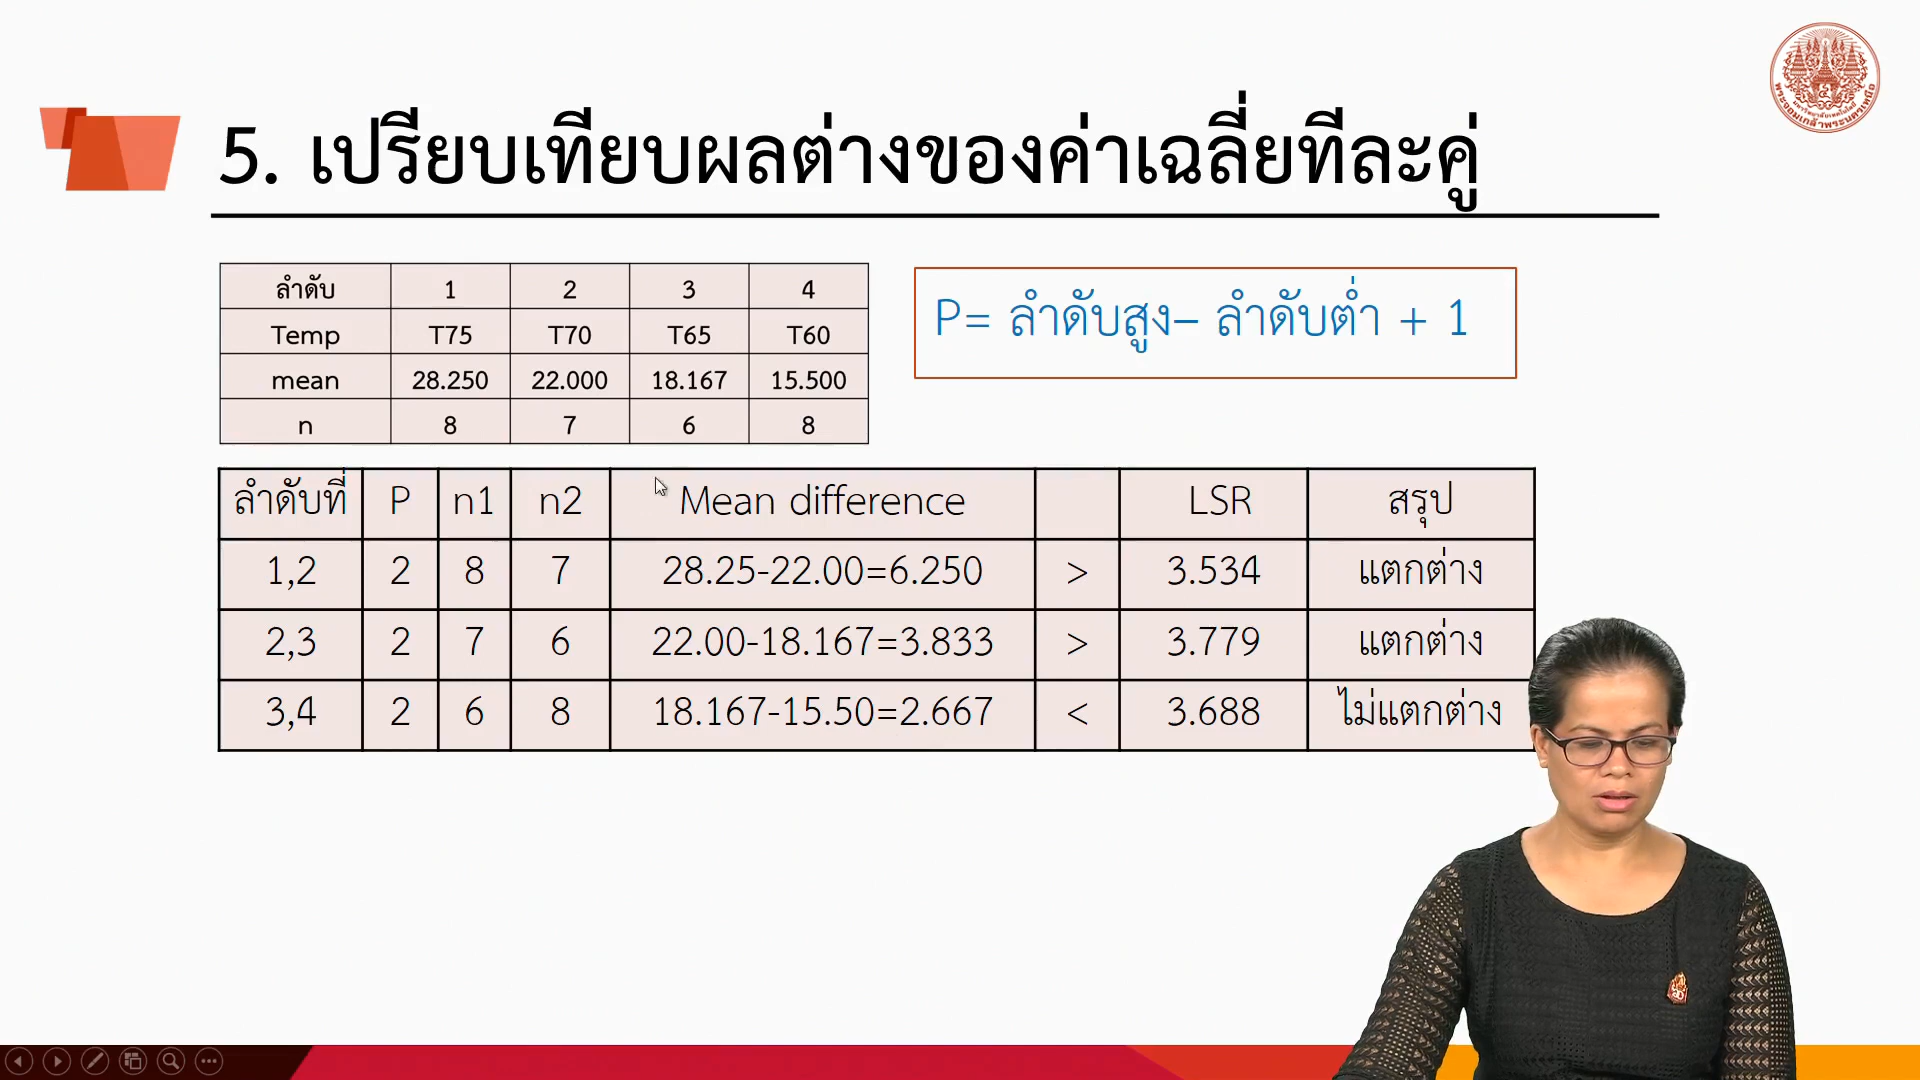 5. เปรียบเทียบผลต่างของค่าเฉลี่ยทีละคู่
ลำดับ 1 2 3 4
Temp T75 T70 T65 T60
mean 28.250 22.000 18.167 15.500
n 8 7 6 8
P= ลำดับสูง– ลำดับต่ำ + 1
ลำดับที่ P n1 n2 Mean difference LSR สรุป
1,2 2 8 7 28.25-22.00=6.250 > 3.534 แตกต่าง
2,3 2 7 6 22.00-18.167=3.833 > 3.779 แตกต่าง
3,4 2 6 8 18.167-15.50=2.667 < 3.688 ไม่แตกต่าง